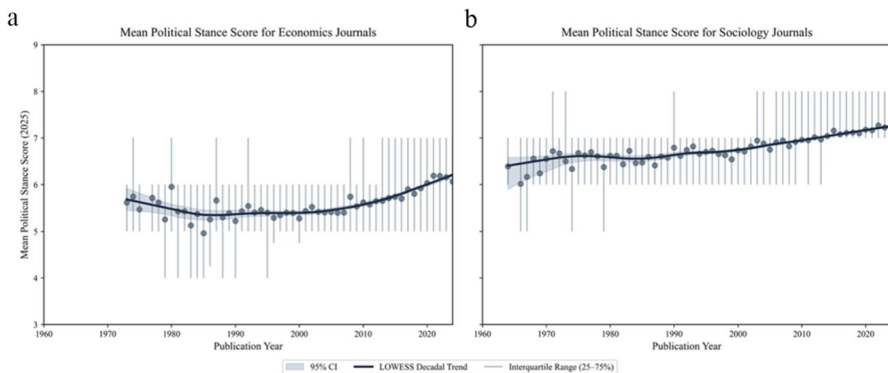 a
Mean Political Stance Score for Economics Journals
Mean Political Stance Score (2025)
9
8
7
6
5
4
3
1960 1970 1980 1990 2000 2010 2020
Publication Year
b
Mean Political Stance Score for Sociology Journals
1960 1970 1980 1990 2000 2010 2020
Publication Year
95% CI LOWESS Decadal Trend Interquartile Range (25–75%)